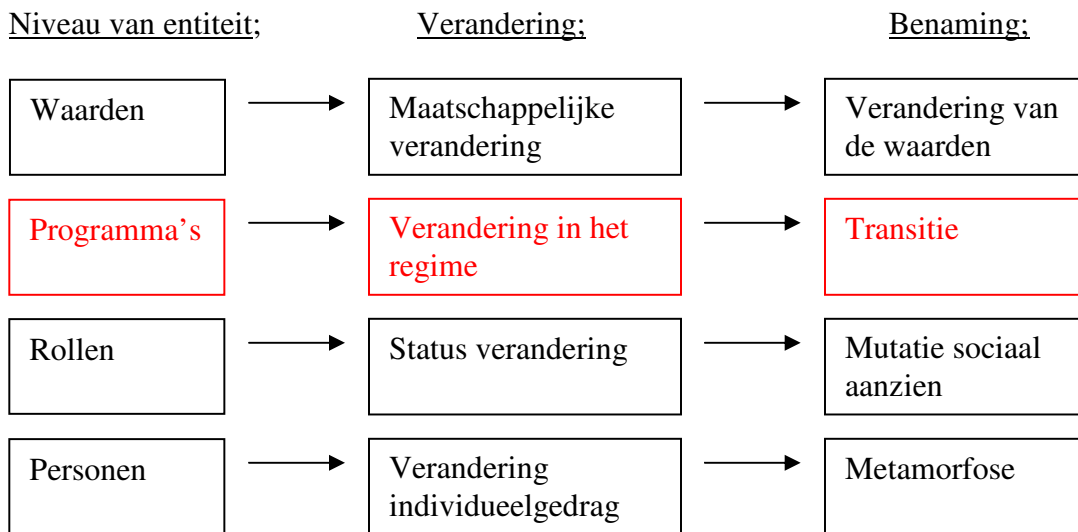 Niveau van entiteit; Verandering; Benaming;
Waarden Maatschappelijke verandering Verandering van de waarden
Programma’s Verandering in het regime Transitie
Rollen Status verandering Mutatie sociaal aanzien
Personen Verandering individueelgedrag Metamorfose